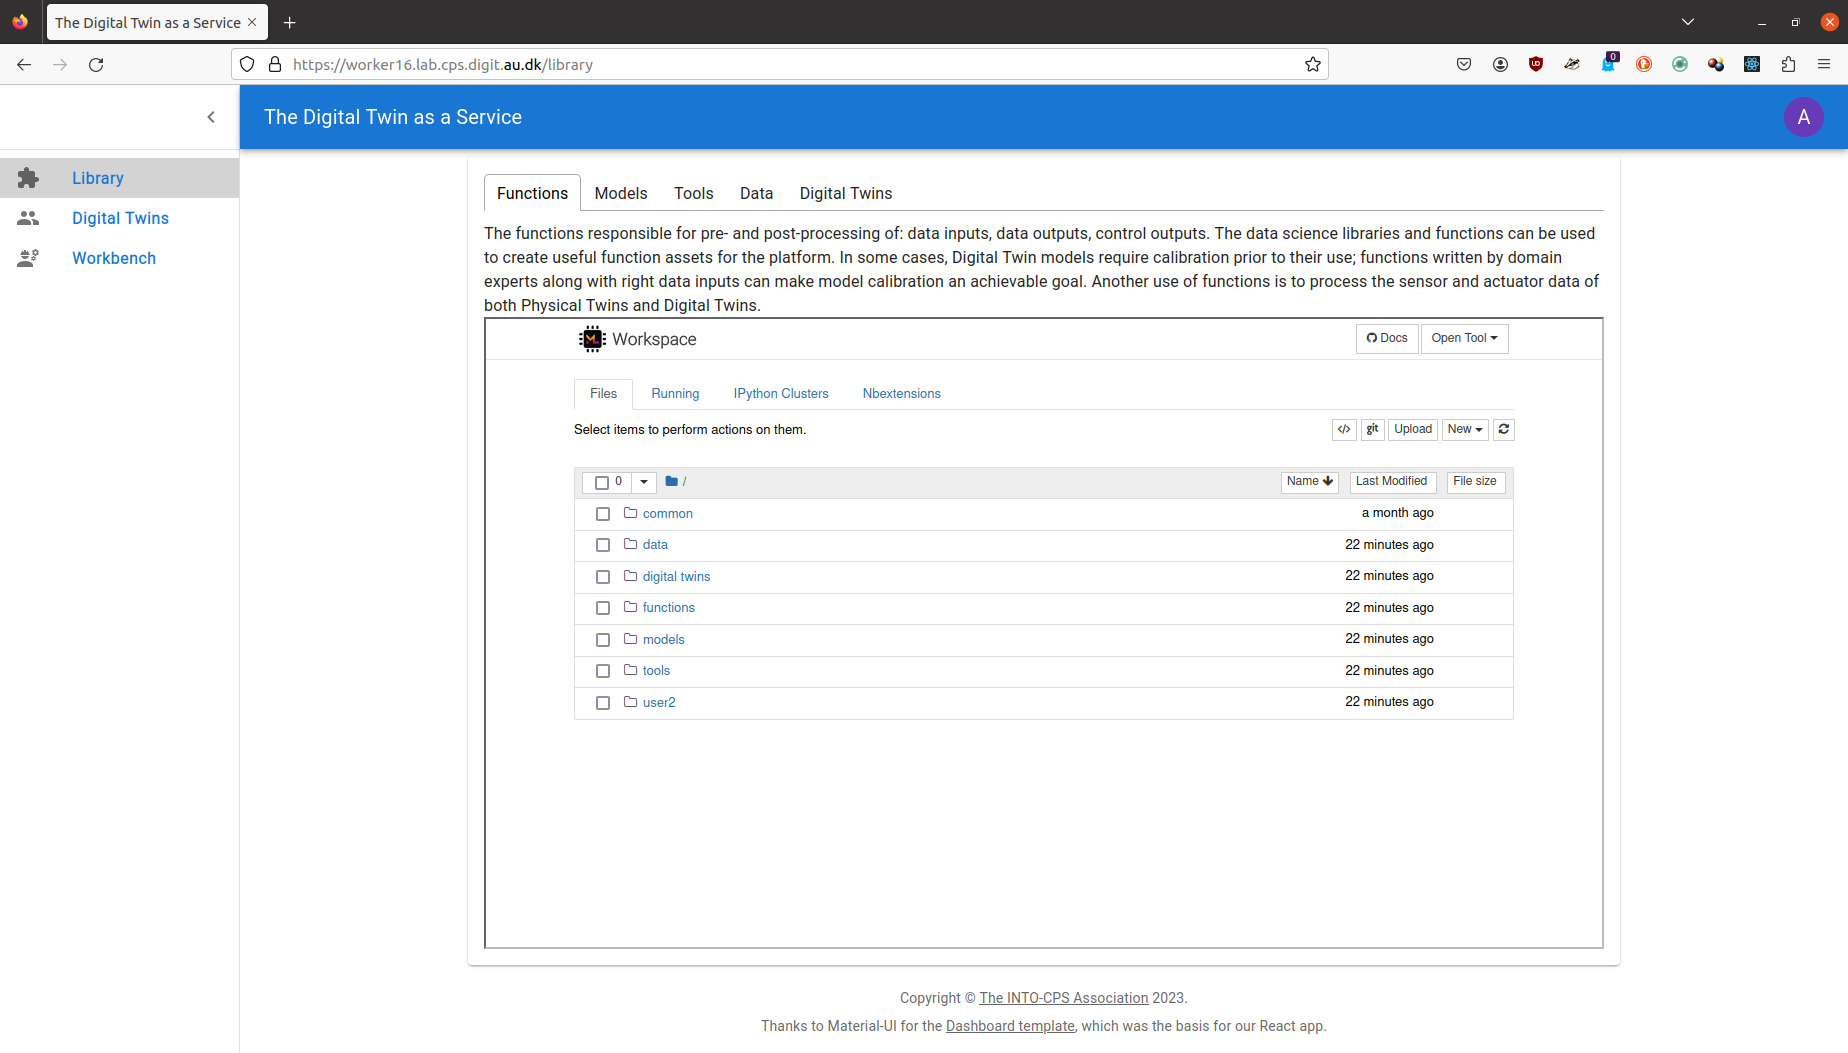 The Digital Twin as a Service
https://worker16.lab.cps.digit.au.dk/library
0
The Digital Twin as a Service
A
Library
Digital Twins
Workbench
Functions Models Tools Data Digital Twins
The functions responsible for pre- and post-processing of: data inputs, data outputs, control outputs. The data science libraries and functions can be used
to create useful function assets for the platform. In some cases, Digital Twin models require calibration prior to their use; functions written by domain
experts along with right data inputs can make model calibration an achievable goal. Another use of functions is to process the sensor and actuator data of
both Physical Twins and Digital Twins.
ML Workspace Docs Open Tool
Files Running IPython Clusters Nbextensions
Select items to perform actions on them. </> git Upload New
0 / Name Last Modified File size
common a month ago
data 22 minutes ago
digital twins 22 minutes ago
functions 22 minutes ago
models 22 minutes ago
tools 22 minutes ago
user2 22 minutes ago
Copyright © The INTO-CPS Association 2023.
Thanks to Material-UI for the Dashboard template, which was the basis for our React app.